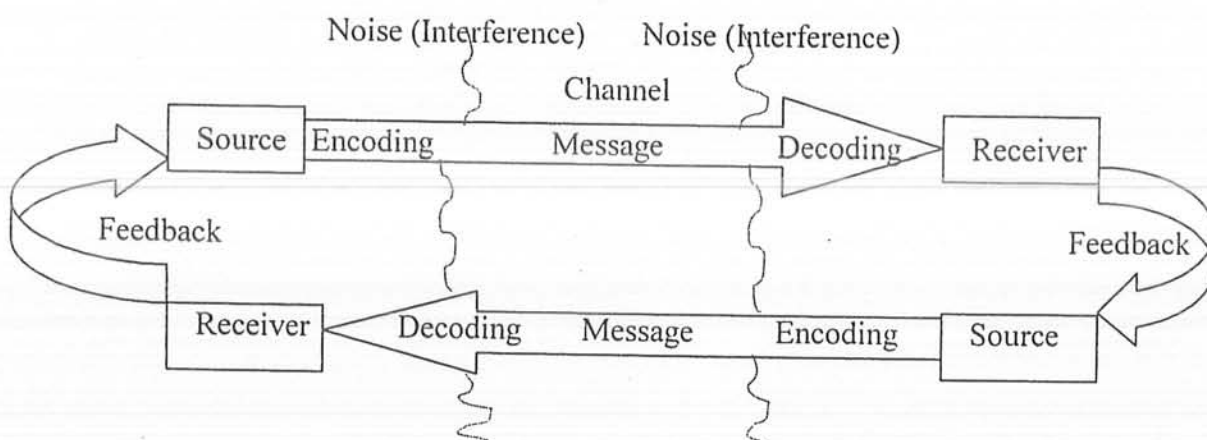 Noise (Interference) Noise (Interference)
Channel
Source Encoding Message Decoding Receiver
Feedback Feedback
Receiver Decoding Message Encoding Source